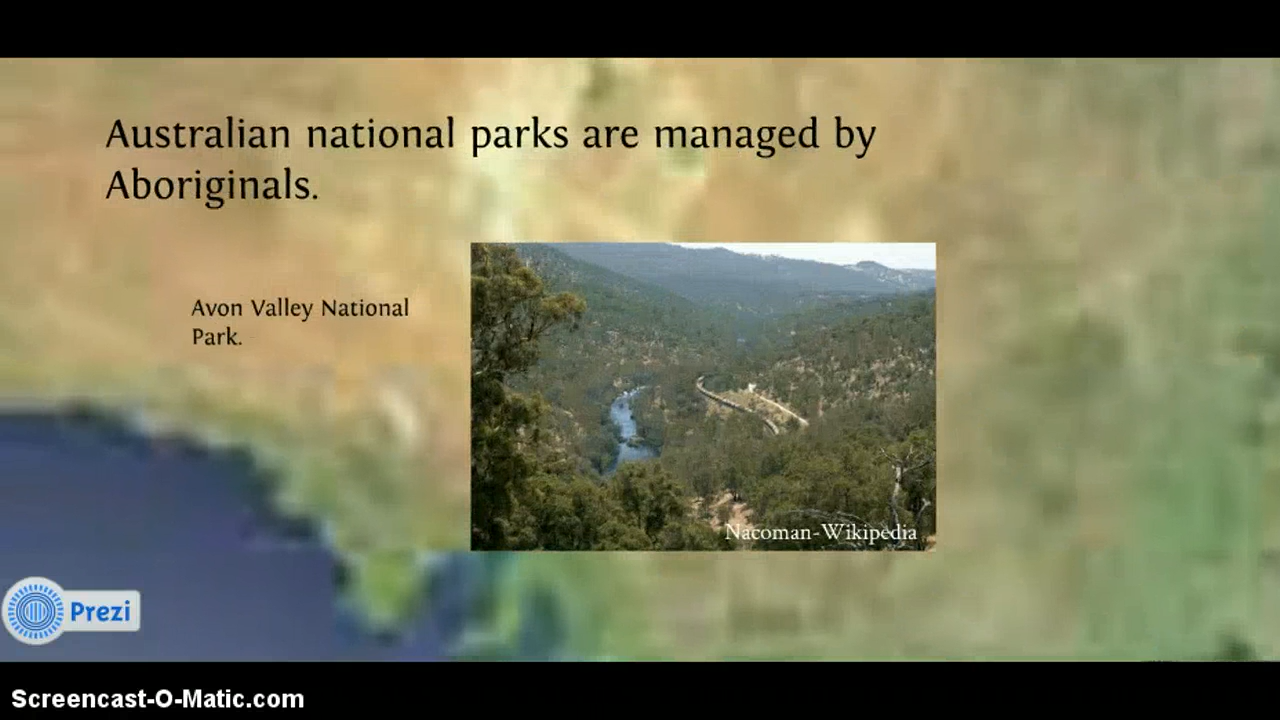 Australian national parks are managed by
Aboriginals.
Avon Valley National
Park.
Nacoman-Wikipedia
Prezi
Screencast-O-Matic.com